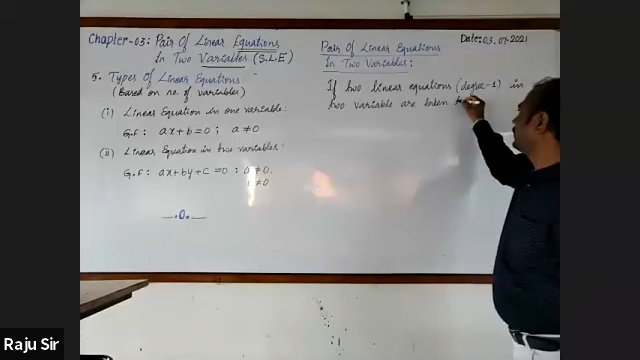 Chapter-03: Pair Of Linear Equations
In Two Variables (S.L.E)
5. Types Of Linear Equations
(Based on no. of variables)
(i) Linear Equation in one variable:
G.f: ax+b=0 ; a≠0
(ii) Linear Equation in two variables:
G.f: ax+by+c=0 ; a≠0,
≠0
__.0.__
Date:03.07.2021
Pair Of Linear Equations
In Two Variables:
If two linear equations (degree-1) in
two variable are taken
Raju Sir